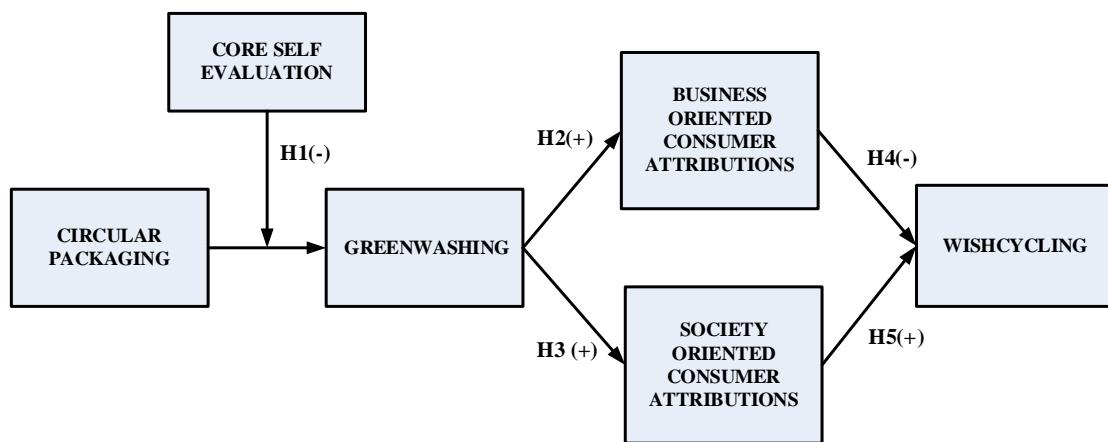 CORE SELF
EVALUATION
H1(-)
CIRCULAR
PACKAGING
GREENWASHING
H2(+)
H3 (+)
BUSINESS
ORIENTED
CONSUMER
ATTRIBUTIONS
SOCIETY
ORIENTED
CONSUMER
ATTRIBUTIONS
H4(-)
H5(+)
WISHCYCLING